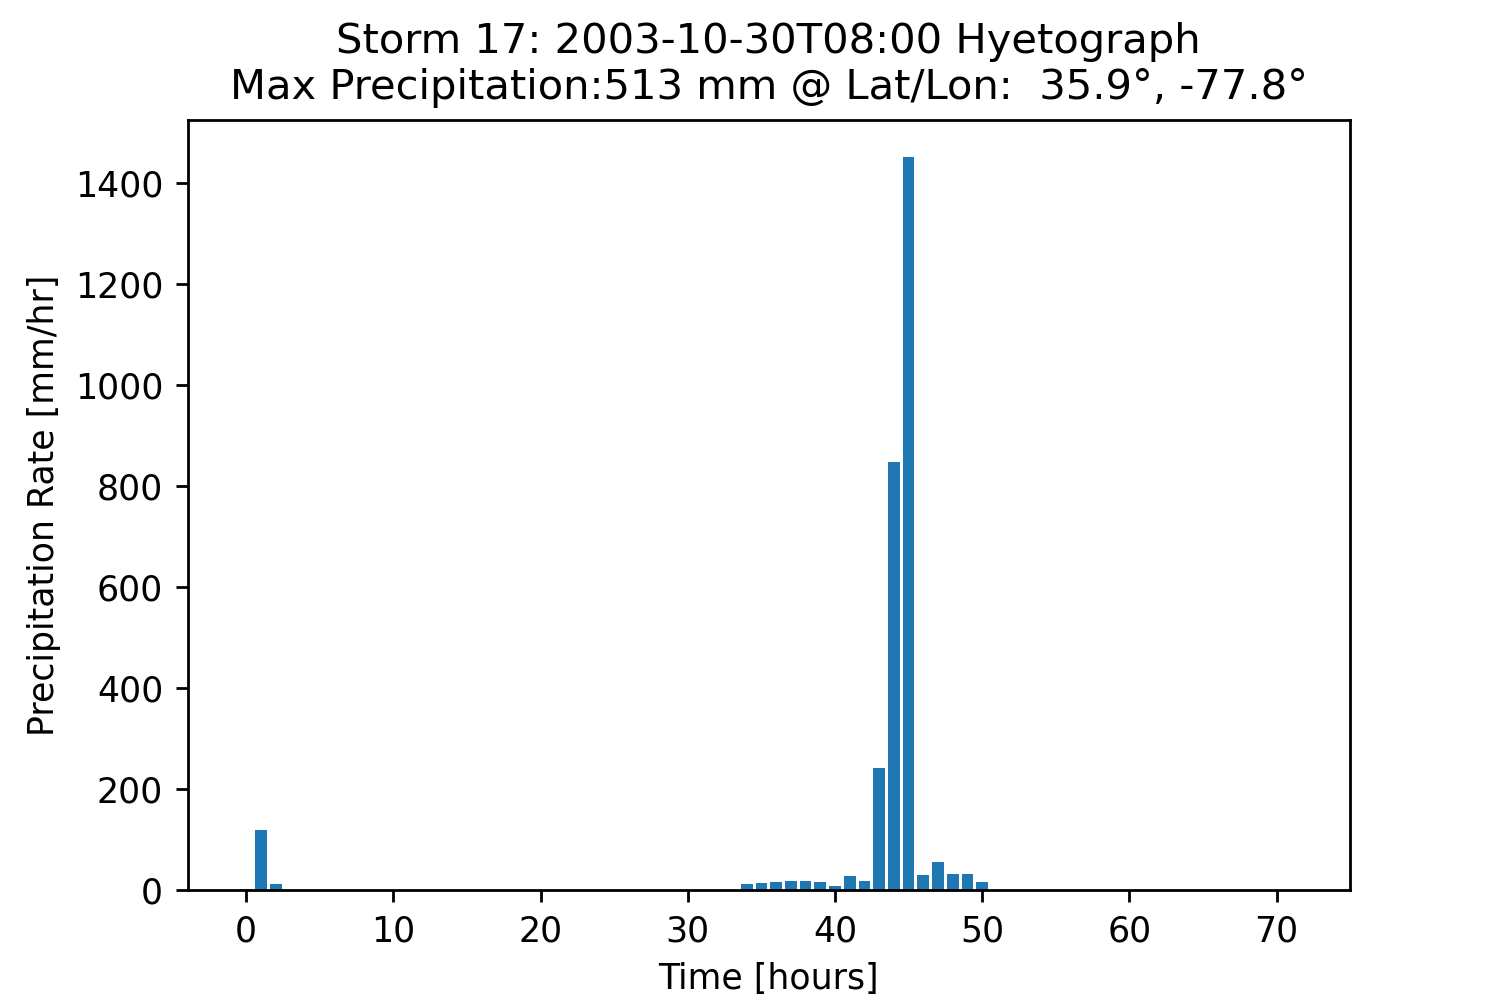 Storm 17: 2003-10-30T08:00 Hyetograph
Max Precipitation:513 mm @ Lat/Lon:  35.9°, -77.8°
1400
1200
1000
800
600
400
200
0
Precipitation Rate [mm/hr]
0 10 20 30 40 50 60 70
Time [hours]